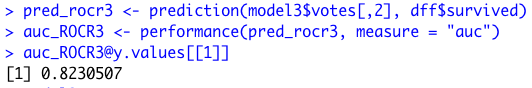 > pred_rocr3 <- prediction(model3$votes[,2], dff$survived)
> auc_ROCR3 <- performance(pred_rocr3, measure = "auc")
> auc_ROCR3@y.values[[1]]
[1] 0.8230507